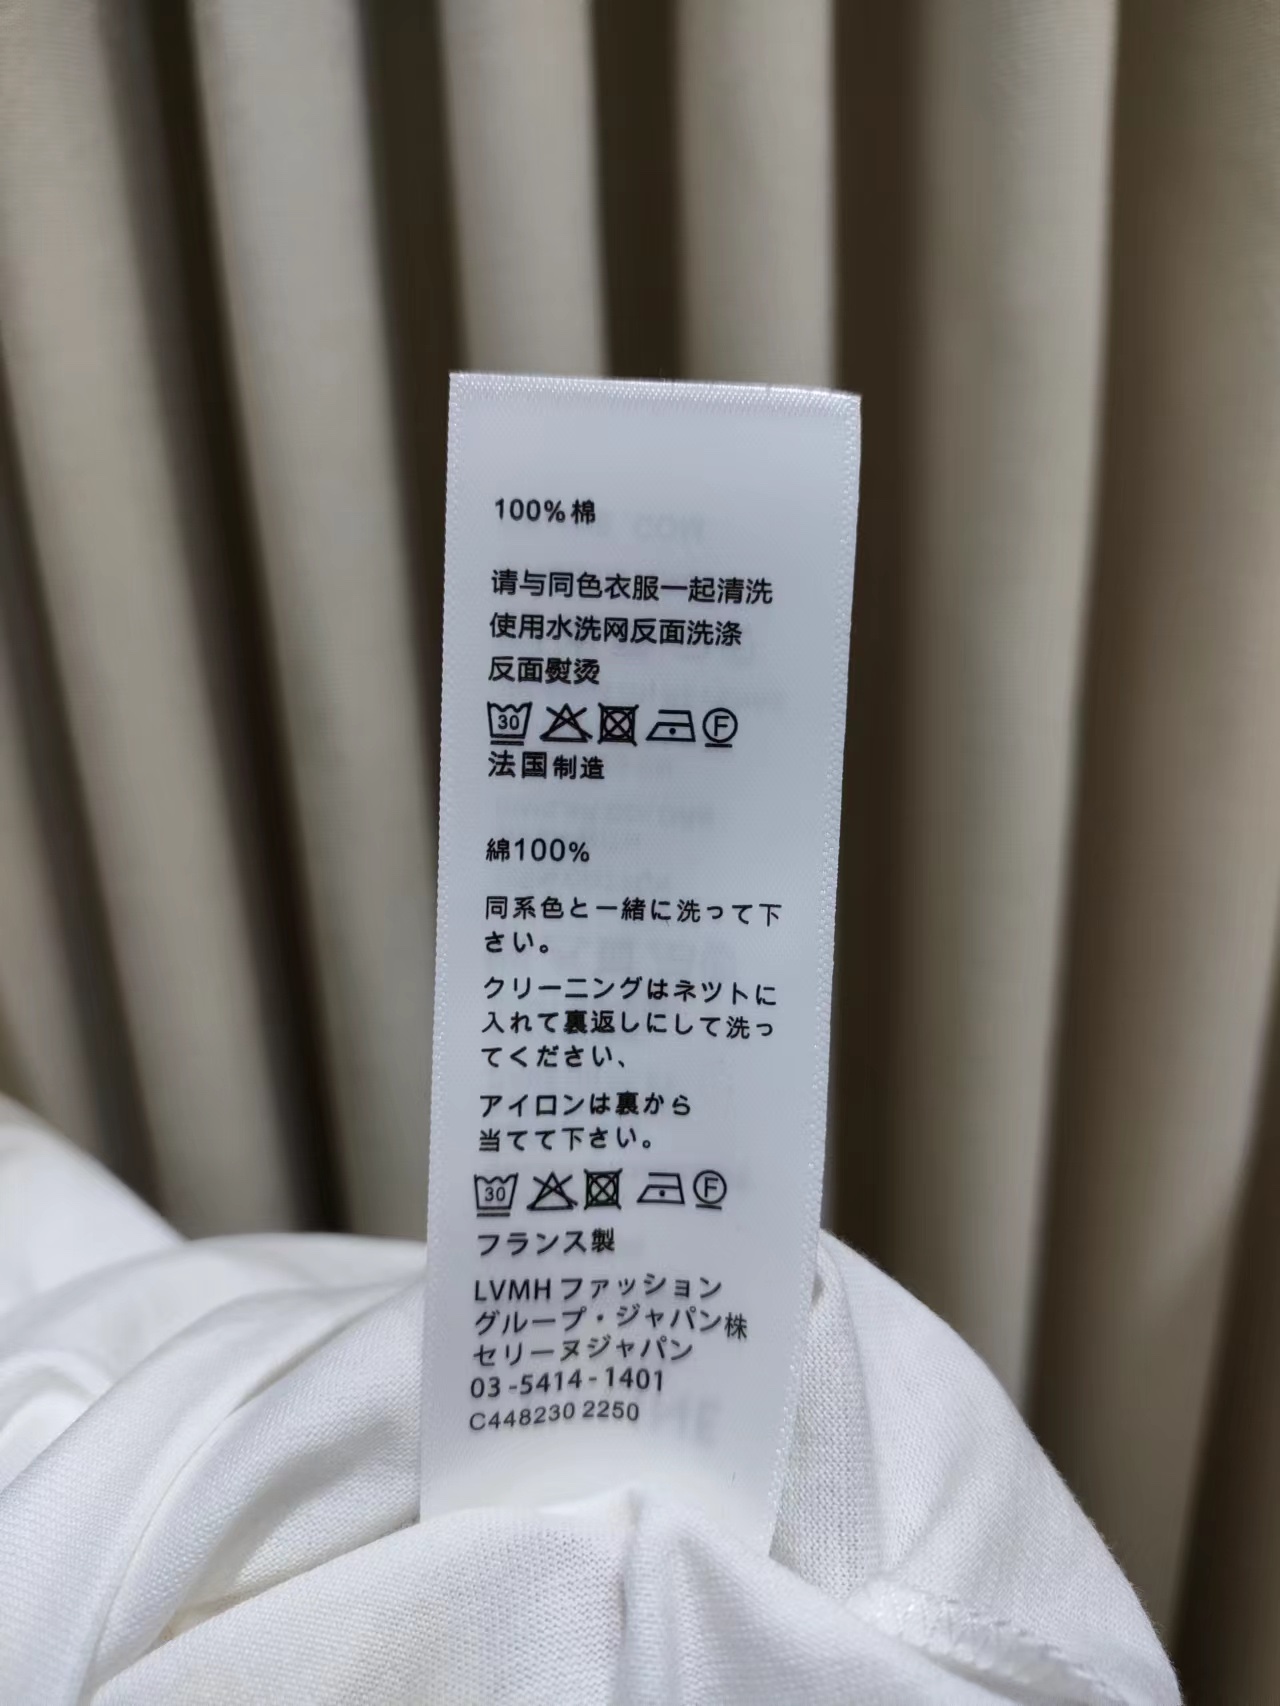 100%棉
请与同色衣服一起清洗
使用水洗网反面洗涤
反面熨烫
30 F
法国制造
綿100%
同系色と一緒に洗って下
さい。
クリーニングはネツトに
入れて裏返しにして洗っ
てください、
アイロンは裏から
当てて下さい。
30 F
フランス製
LVMH ファッション
グループ・ジャパン株
セリーヌジャパン
03-5414-1401
C448230 2250